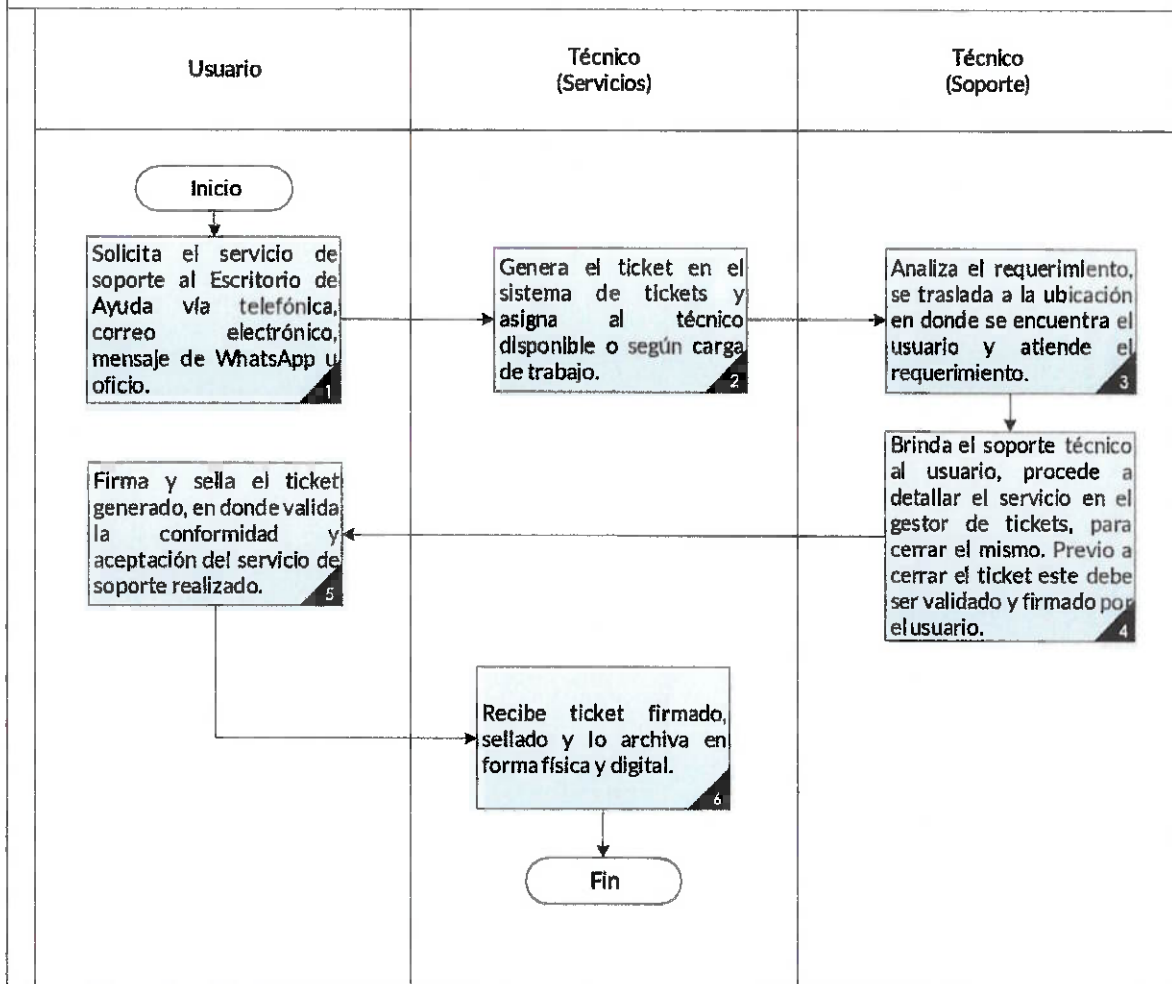 Usuario
Técnico
(Servicios)
Técnico
(Soporte)
Inicio
Solicita el servicio de
soporte al Escritorio de
Ayuda vía telefónica,
correo electrónico,
mensaje de WhatsApp u
oficio.
1
Genera el ticket en el
sistema de tickets y
asigna al técnico
disponible o según carga
de trabajo.
2
Analiza el requerimiento,
se traslada a la ubicación
en donde se encuentra el
usuario y atiende el
requerimiento.
3
Brinda el soporte técnico
al usuario, procede a
detallar el servicio en el
gestor de tickets, para
cerrar el mismo. Previo a
cerrar el ticket este debe
ser validado y firmado por
el usuario.
4
Firma y sella el ticket
generado, en donde valida
la conformidad y
aceptación del servicio de
soporte realizado.
5
Recibe ticket firmado,
sellado y lo archiva en
forma física y digital.
6
Fin